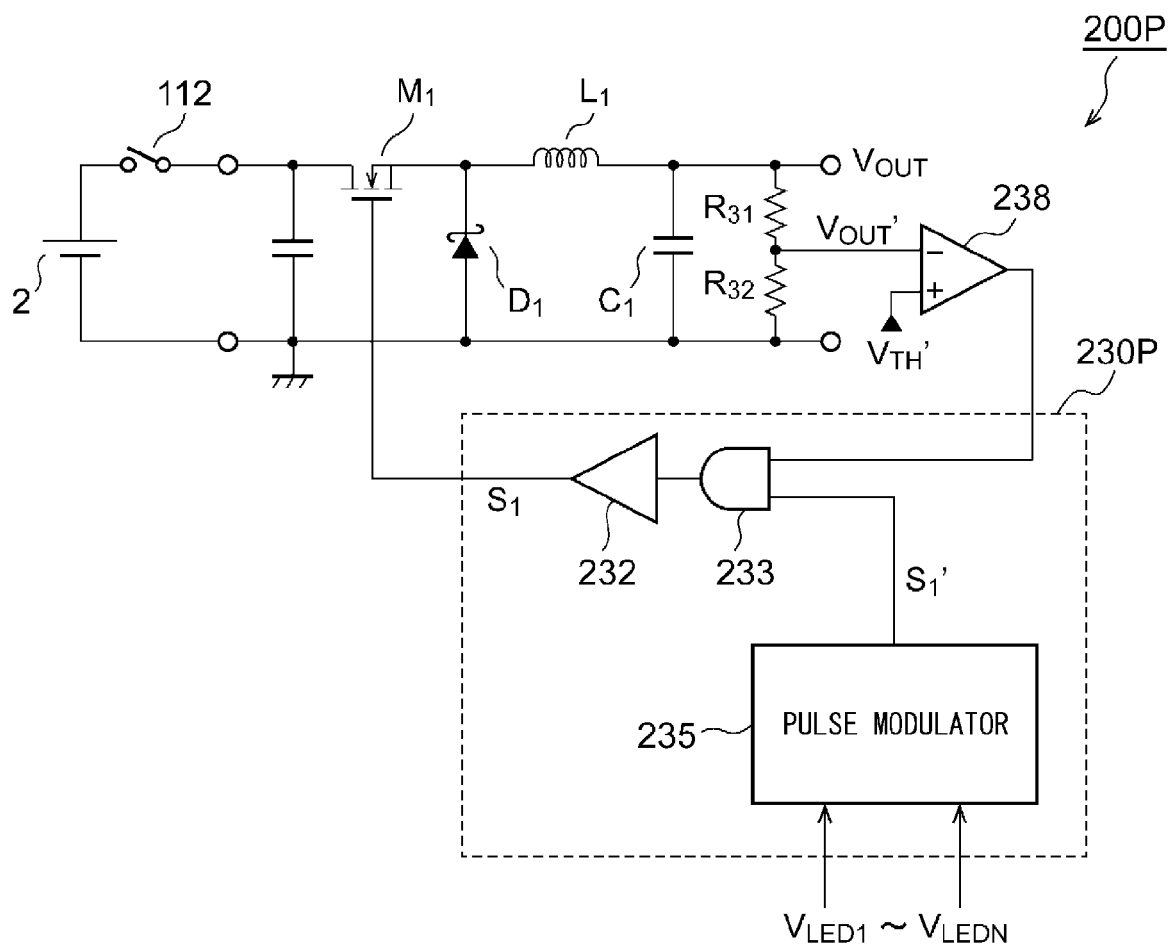 200P
112
M1
L1
VOUT
2
D1
C1
R31
R32
VOUT'
238
−
+
VTH'
230P
S1
232
233
S1'
235
PULSE MODULATOR
VLED1 ~ VLEDN